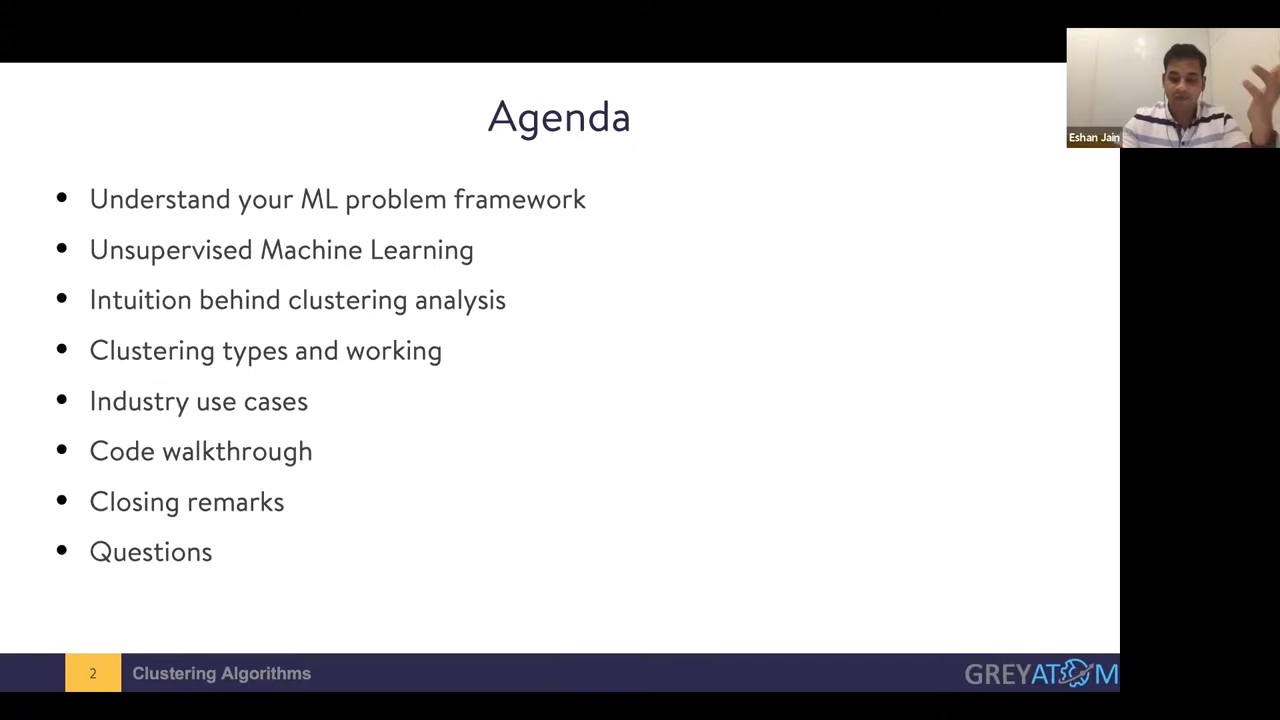 Agenda
Eshan Jain
• Understand your ML problem framework
• Unsupervised Machine Learning
• Intuition behind clustering analysis
• Clustering types and working
• Industry use cases
• Code walkthrough
• Closing remarks
• Questions
2
Clustering Algorithms
GREYATOM